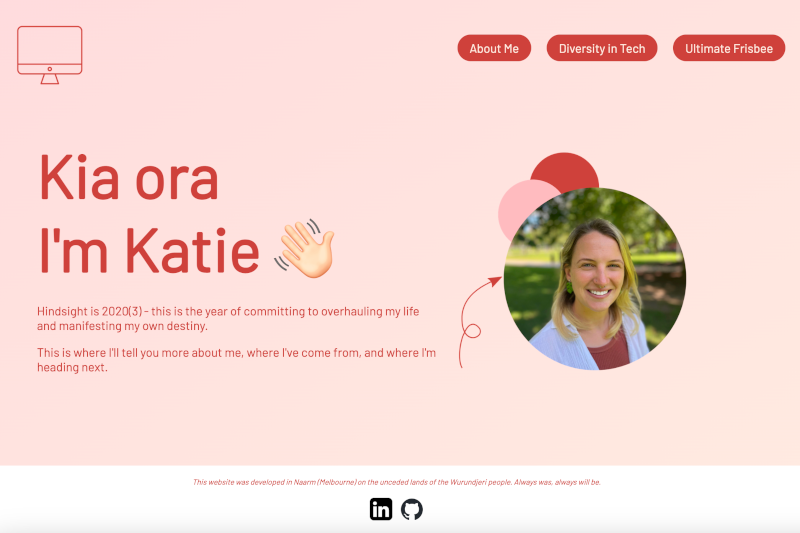 About Me
Diversity in Tech
Ultimate Frisbee
Kia ora
I'm Katie 👋🏻
Hindsight is 2020(3) - this is the year of committing to overhauling my life
and manifesting my own destiny.
This is where I'll tell you more about me, where I've come from, and where I'm
heading next.
This website was developed in Naarm (Melbourne) on the unceded lands of the Wurundjeri people. Always was, always will be.
in